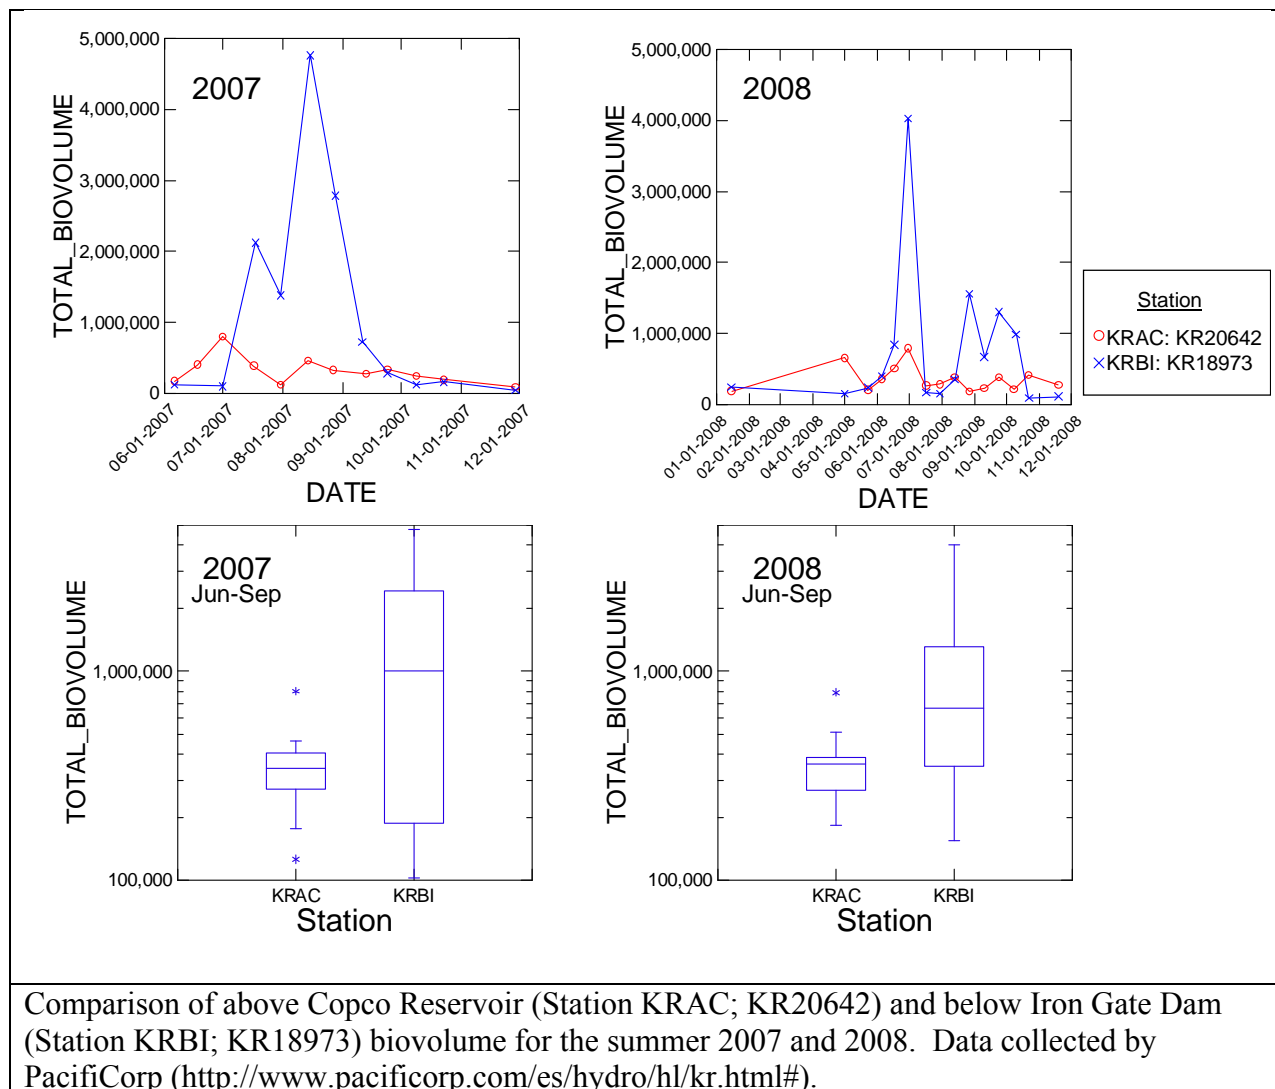 5,000,000
4,000,000
3,000,000
2,000,000
1,000,000
0
TOTAL_BIOVOLUME
2007
06-01-2007
07-01-2007
08-01-2007
09-01-2007
10-01-2007
11-01-2007
12-01-2007
DATE
5,000,000
4,000,000
3,000,000
2,000,000
1,000,000
0
TOTAL_BIOVOLUME
2008
01-01-2008
02-01-2008
03-01-2008
04-01-2008
05-01-2008
06-01-2008
07-01-2008
08-01-2008
09-01-2008
10-01-2008
11-01-2008
12-01-2008
DATE
Station
KRAC: KR20642
KRBI: KR18973
2007
Jun-Sep
TOTAL_BIOVOLUME
1,000,000
100,000
KRAC KRBI
Station
2008
Jun-Sep
TOTAL_BIOVOLUME
1,000,000
100,000
KRAC KRBI
Station
Comparison of above Copco Reservoir (Station KRAC; KR20642) and below Iron Gate Dam
(Station KRBI; KR18973) biovolume for the summer 2007 and 2008. Data collected by
PacifiCorp (http://www.pacificorp.com/es/hydro/hl/kr.html#).